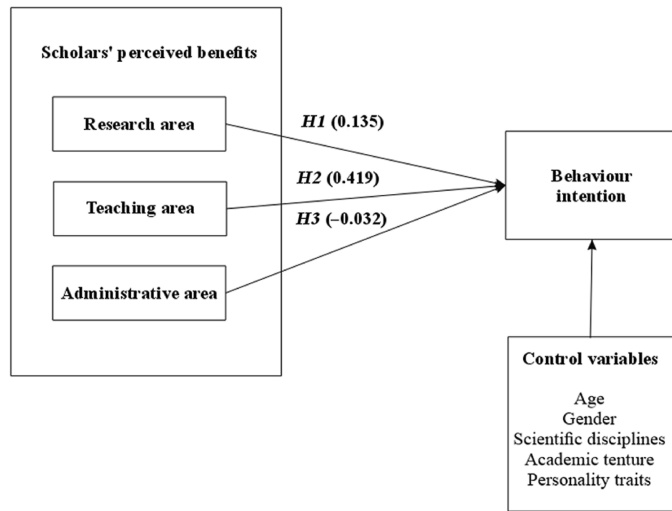 Scholars' perceived benefits
Research area
Teaching area
Administrative area
H1 (0.135)
H2 (0.419)
H3 (–0.032)
Behaviour
intention
Control variables
Age
Gender
Scientific disciplines
Academic tenture
Personality traits